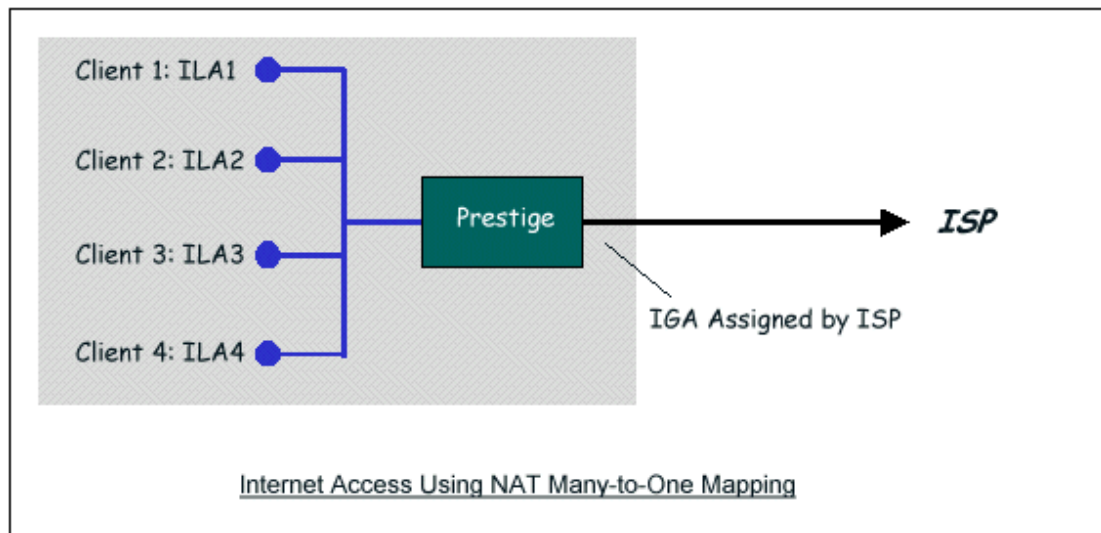 Client 1: ILA1
Client 2: ILA2
Prestige
ISP
Client 3: ILA3
IGA Assigned by ISP
Client 4: ILA4
Internet Access Using NAT Many-to-One Mapping